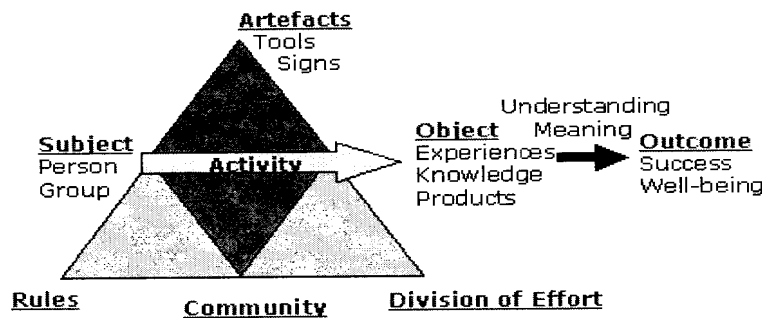 Artefacts
Tools
Signs
Subject
Person
Group
Activity
Object
Experiences
Knowledge
Products
Understanding
Meaning
Outcome
Success
Well-being
Rules
Community
Division of Effort